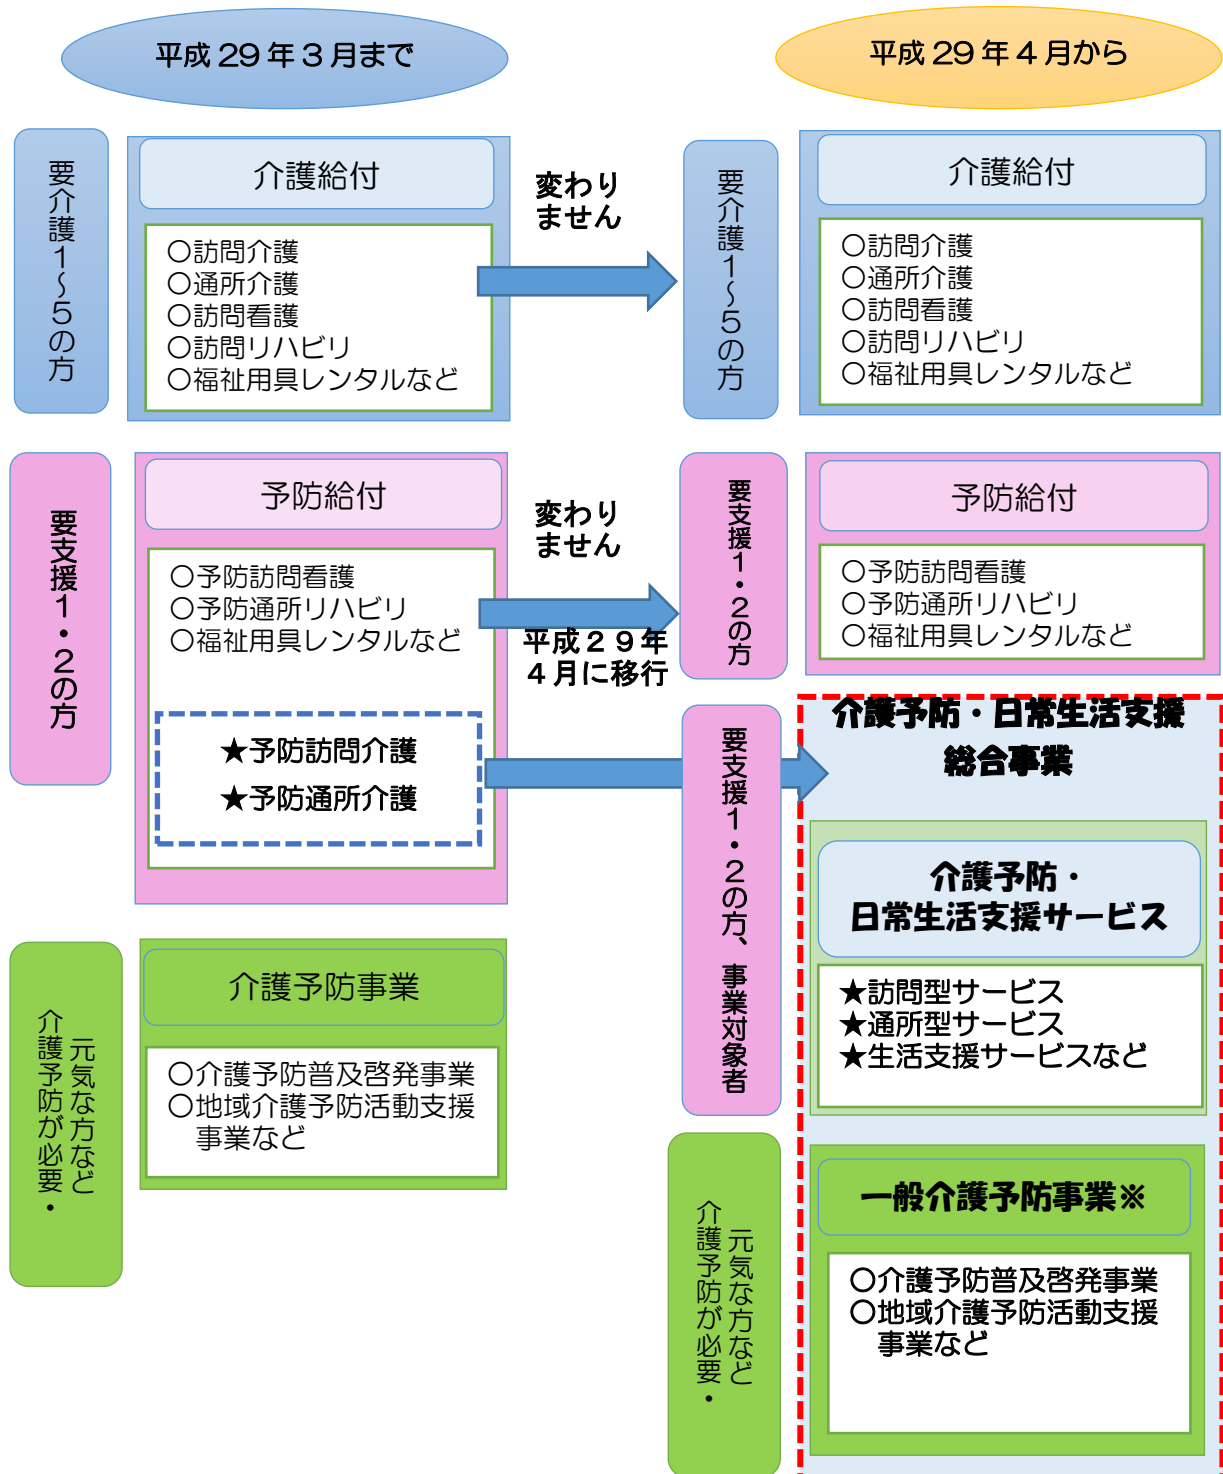 平成29年3月まで
平成29年4月から
要介護1~5の方
介護給付
○訪問介護
○通所介護
○訪問看護
○訪問リハビリ
○福祉用具レンタルなど
変わり
ません
要介護1~5の方
介護給付
○訪問介護
○通所介護
○訪問看護
○訪問リハビリ
○福祉用具レンタルなど
要支援1・2の方
予防給付
○予防訪問看護
○予防通所リハビリ
○福祉用具レンタルなど
★予防訪問介護
★予防通所介護
変わり
ません
平成29年
4月に移行
要支援1・2の方
予防給付
○予防訪問看護
○予防通所リハビリ
○福祉用具レンタルなど
要支援1・2の方、事業対象者
介護予防・日常生活支援
総合事業
介護予防・
日常生活支援サービス
★訪問型サービス
★通所型サービス
★生活支援サービスなど
元気な方など
介護予防が必要・
介護予防事業
○介護予防普及啓発事業
○地域介護予防活動支援
事業など
元気な方など
介護予防が必要・
一般介護予防事業※
○介護予防普及啓発事業
○地域介護予防活動支援
事業など